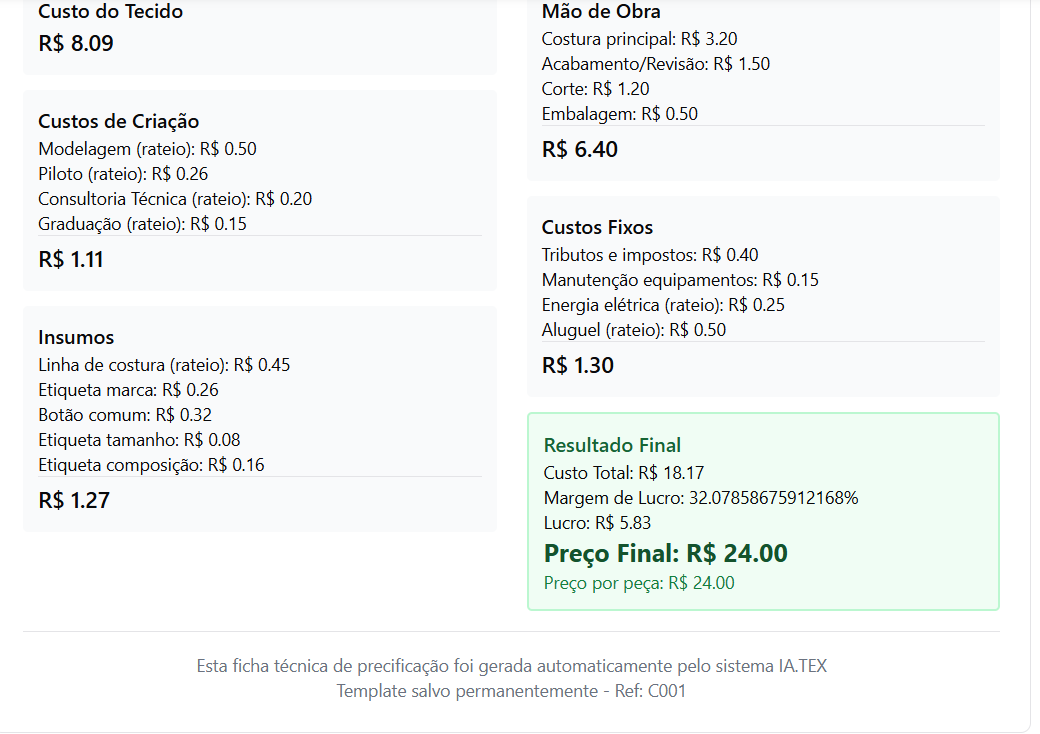 Custo do Tecido
R$ 8.09
Custos de Criação
Modelagem (rateio): R$ 0.50
Piloto (rateio): R$ 0.26
Consultoria Técnica (rateio): R$ 0.20
Graduação (rateio): R$ 0.15
R$ 1.11
Insumos
Linha de costura (rateio): R$ 0.45
Etiqueta marca: R$ 0.26
Botão comum: R$ 0.32
Etiqueta tamanho: R$ 0.08
Etiqueta composição: R$ 0.16
R$ 1.27
Mão de Obra
Costura principal: R$ 3.20
Acabamento/Revisão: R$ 1.50
Corte: R$ 1.20
Embalagem: R$ 0.50
R$ 6.40
Custos Fixos
Tributos e impostos: R$ 0.40
Manutenção equipamentos: R$ 0.15
Energia elétrica (rateio): R$ 0.25
Aluguel (rateio): R$ 0.50
R$ 1.30
Resultado Final
Custo Total: R$ 18.17
Margem de Lucro: 32.07858675912168%
Lucro: R$ 5.83
Preço Final: R$ 24.00
Preço por peça: R$ 24.00
Esta ficha técnica de precificação foi gerada automaticamente pelo sistema IA.TEX
Template salvo permanentemente - Ref: C001